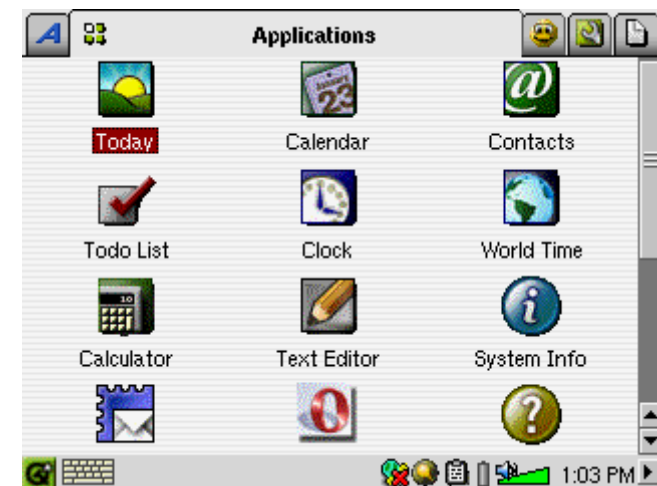 Applications
Today
Calendar
Contacts
Todo List
Clock
World Time
Calculator
Text Editor
System Info
1:03 PM